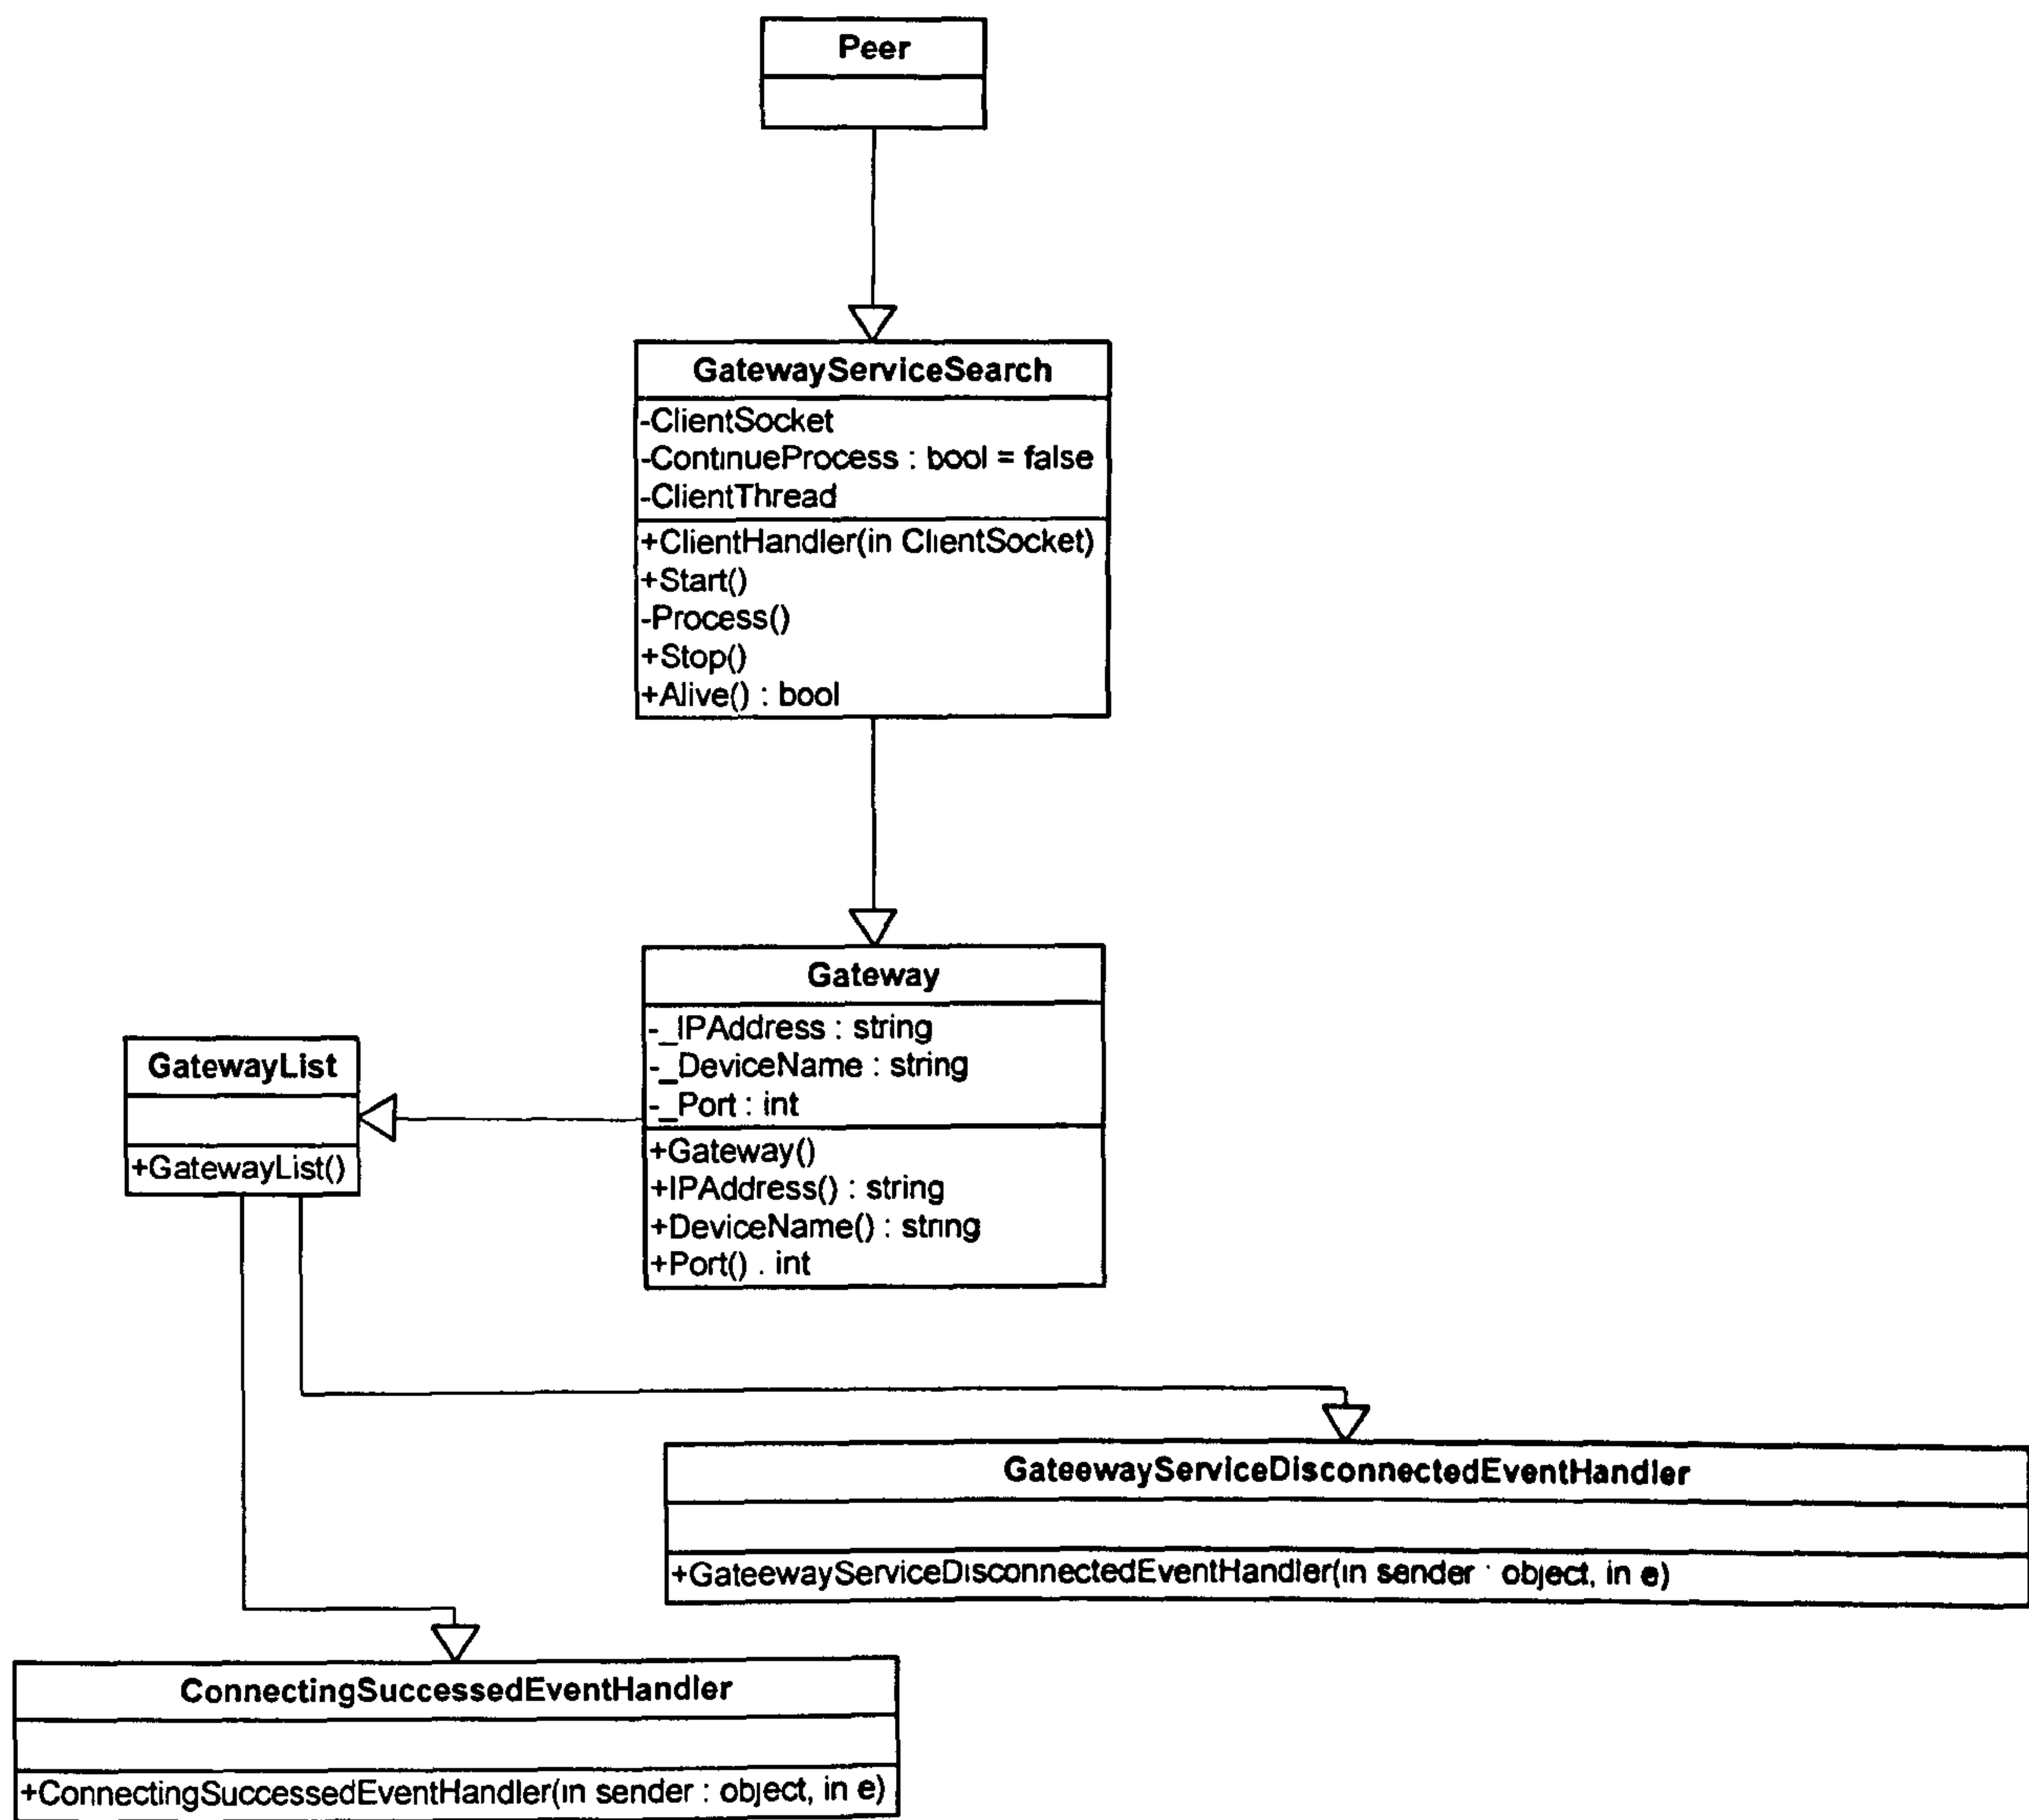 Peer
GatewayServiceSearch
-ClientSocket
-ContinueProcess : bool = false
-ClientThread
+ClientHandler(in ClientSocket)
+Start()
-Process()
+Stop()
+Alive() : bool
Gateway
-_IPAddress : string
-_DeviceName : string
-_Port : int
+Gateway()
+IPAddress() : string
+DeviceName() : string
+Port() : int
GatewayList
+GatewayList()
GateewayServiceDisconnectedEventHandler
+GateewayServiceDisconnectedEventHandler(in sender : object, in e)
ConnectingSuccessedEventHandler
+ConnectingSuccessedEventHandler(in sender : object, in e)